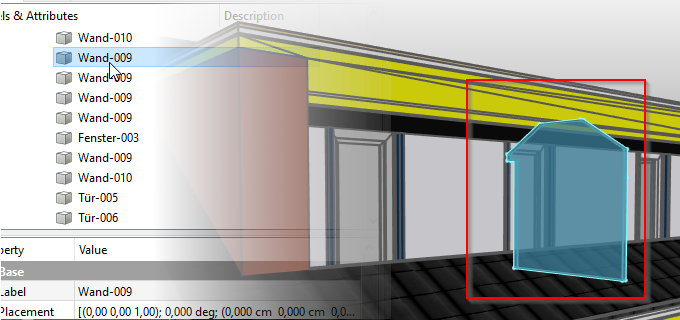 ls & Attributes Description
Wand-010
Wand-009
Wand-009
Wand-009
Wand-009
Fenster-003
Wand-009
Wand-010
Tür-005
Tür-006
perty Value
Base
Label Wand-009
Placement [(0,00 0,00 1,00); 0,000 deg; (0,000 cm 0,000 cm 0,0...